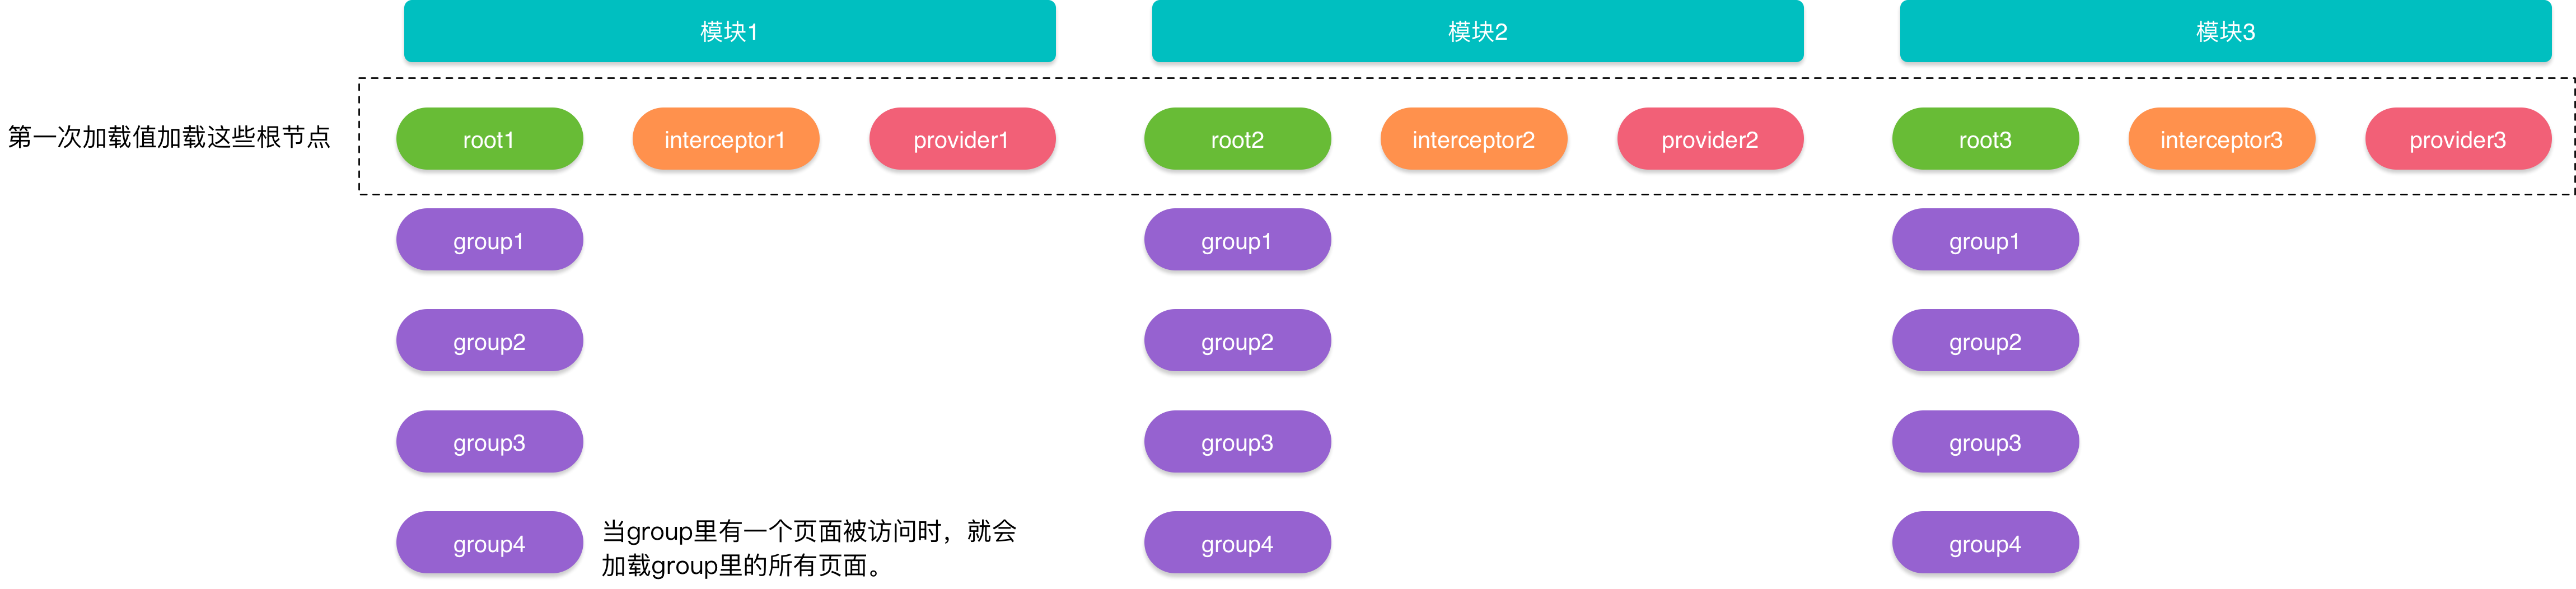 模块1 模块2 模块3
第一次加载值加载这些根节点 root1 interceptor1 provider1 root2 interceptor2 provider2 root3 interceptor3 provider3
group1 group1 group1
group2 group2 group2
group3 group3 group3
group4 当group里有一个页面被访问时，就会 group4 group4
加载group里的所有页面。